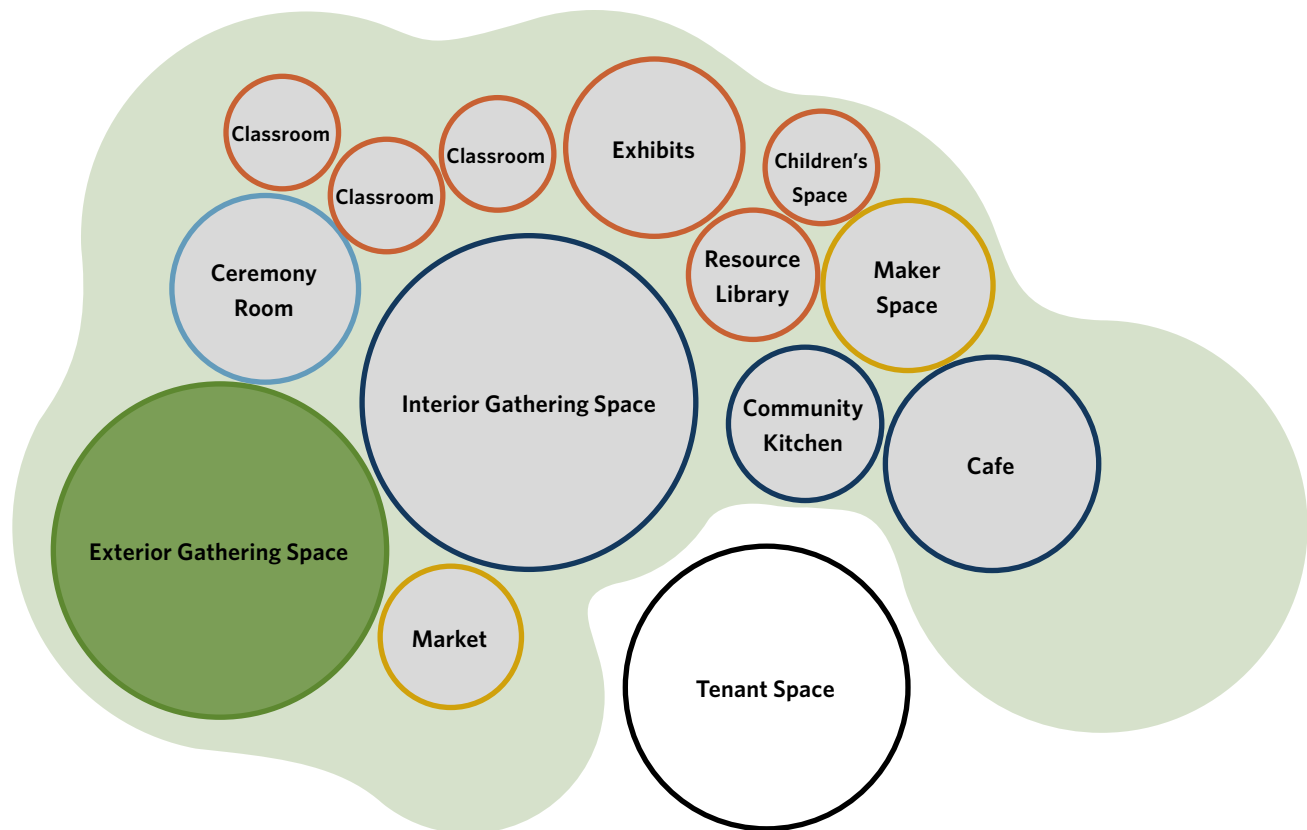 Classroom
Classroom
Classroom
Exhibits
Children’s
Space
Ceremony
Room
Resource
Library
Maker
Space
Interior Gathering Space
Community
Kitchen
Cafe
Exterior Gathering Space
Market
Tenant Space